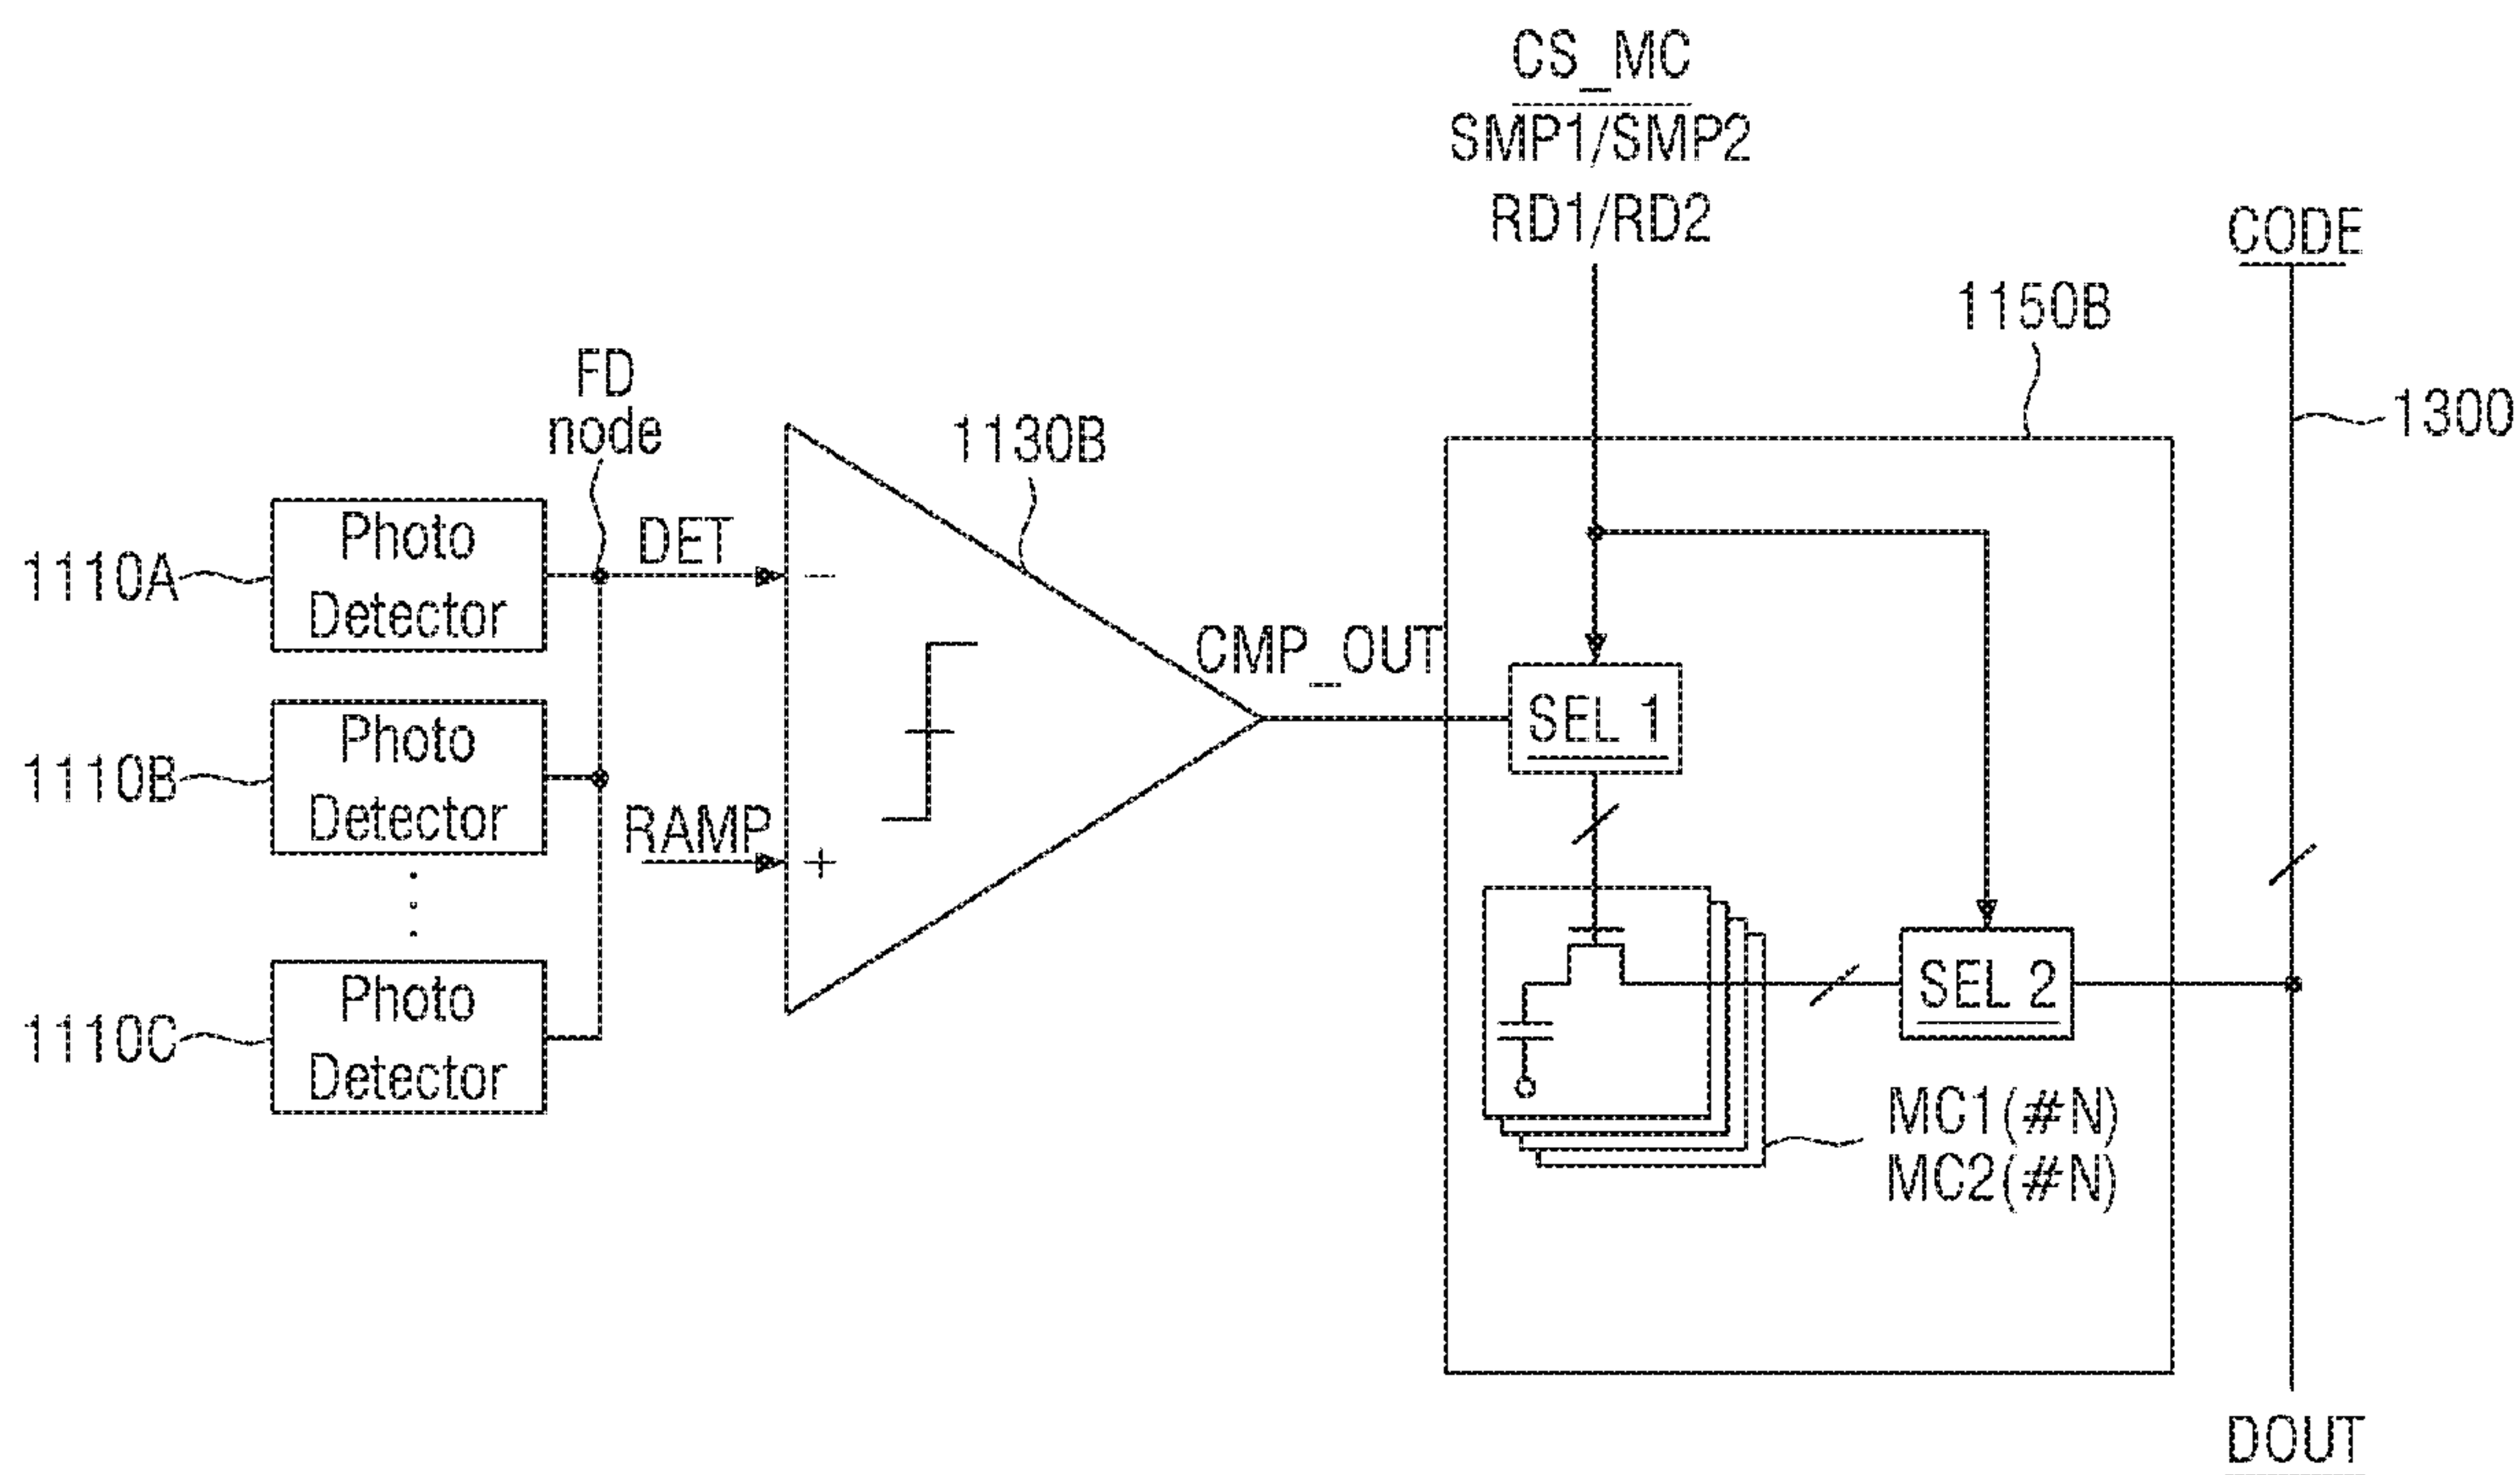 CS_MC
SMP1/SMP2
RD1/RD2
CODE
1150B
1300
FD
node
1130B
DET
1110A
Photo
Detector
−
CMP_OUT
SEL 1
1110B
Photo
Detector
RAMP
+
1110C
Photo
Detector
SEL 2
MC1(#N)
MC2(#N)
DOUT